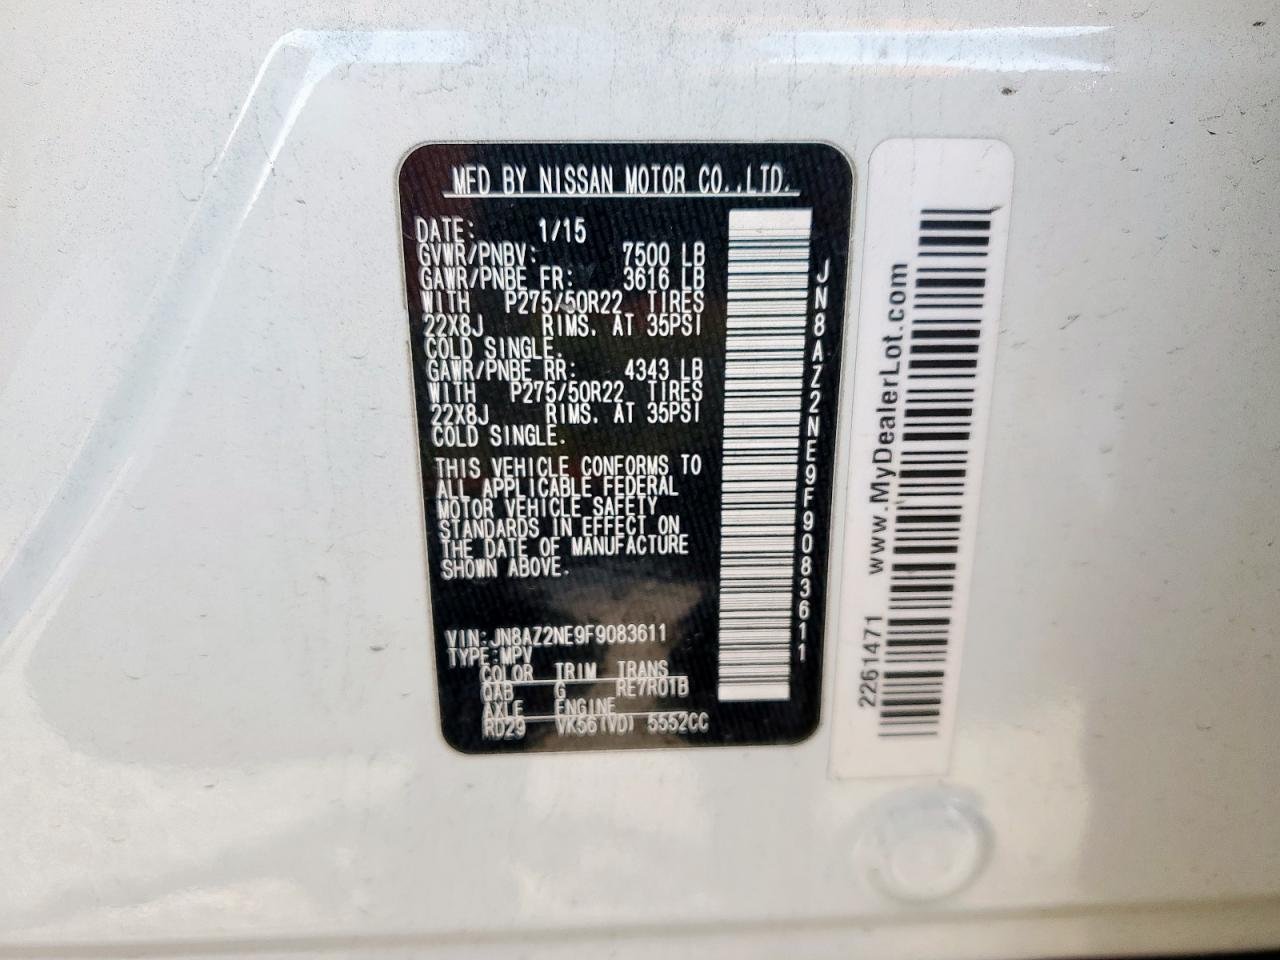 MFD BY NISSAN MOTOR CO.,LTD.
DATE: 1/15
GVWR/PNBV: 7500 LB
GAWR/PNBE FR: 3616 LB
WITH P275/50R22 TIRES
22X8J RIMS. AT 35PSI
COLD SINGLE.
GAWR/PNBE RR: 4343 LB
WITH P275/50R22 TIRES
22X8J RIMS. AT 35PSI
COLD SINGLE.
THIS VEHICLE CONFORMS TO
ALL APPLICABLE FEDERAL
MOTOR VEHICLE SAFETY
STANDARDS IN EFFECT ON
THE DATE OF MANUFACTURE
SHOWN ABOVE.
VIN:JN8AZ2NE9F9083611
TYPE:MPV
COLOR TRIM TRANS
QAB G RE7R01B
AXLE ENGINE
RD29 VK56(VD) 5552CC
JN8AZ2NE9F9083611
2261471 www.MyDealerLot.com